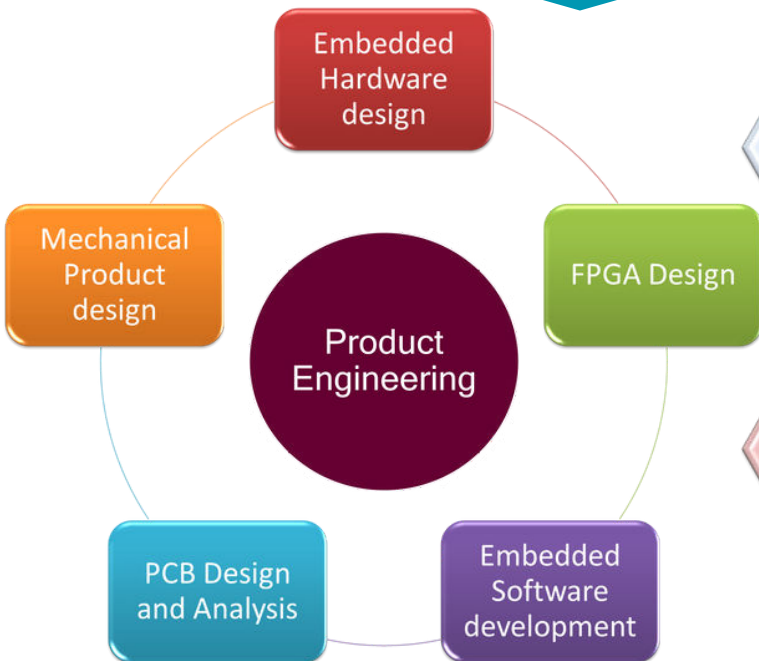 Embedded
Hardware
design
Mechanical
Product
design
FPGA Design
Product
Engineering
PCB Design
and Analysis
Embedded
Software
development